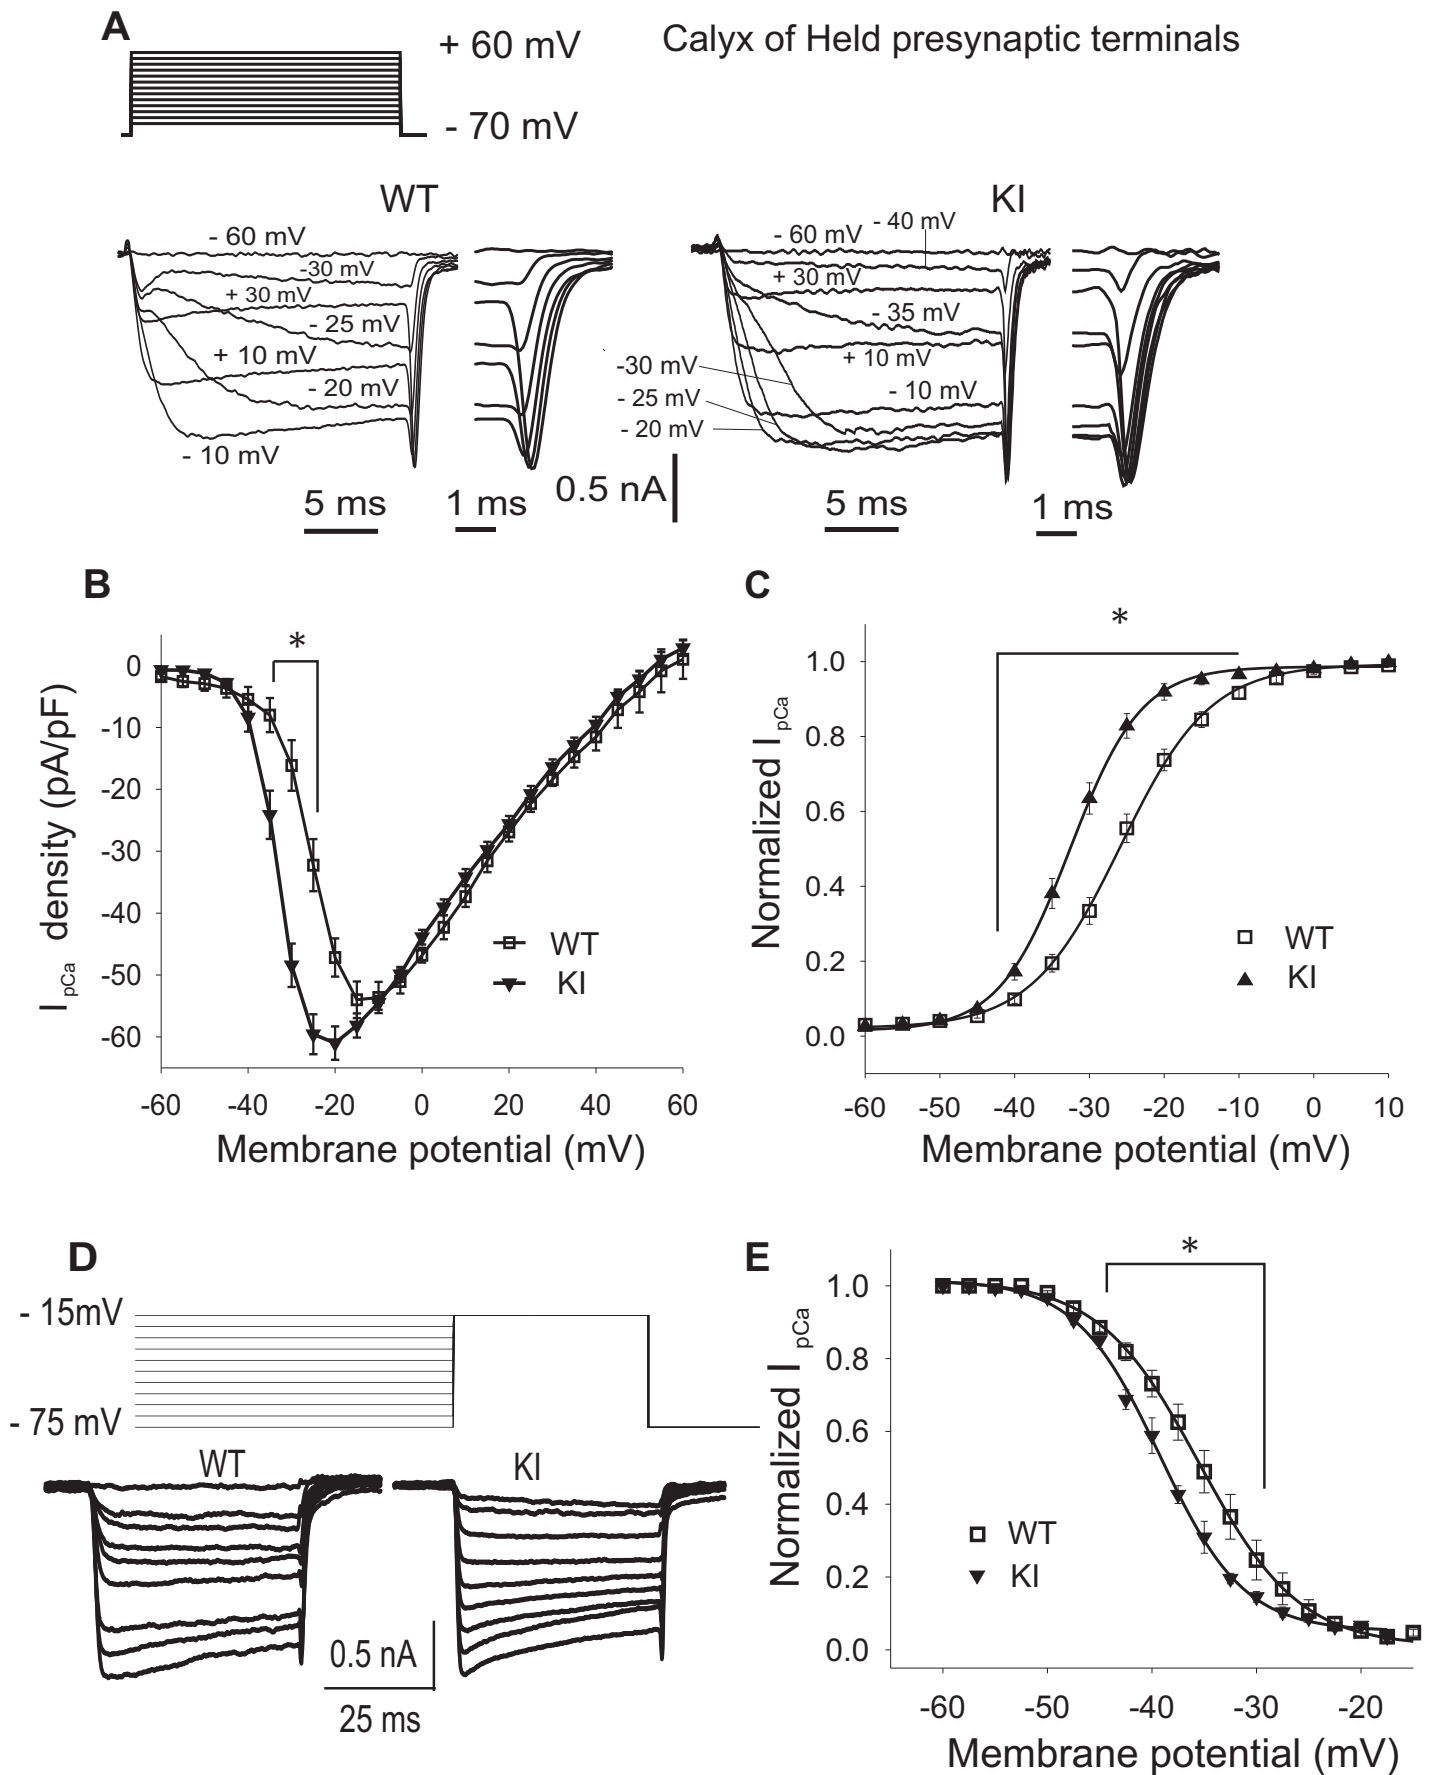 A
+ 60 mV
Calyx of Held presynaptic terminals
- 70 mV
WT
KI
- 60 mV
-30 mV
+ 30 mV
- 25 mV
+ 10 mV
- 20 mV
- 10 mV
- 60 mV
- 40 mV
+ 30 mV
- 35 mV
+ 10 mV
-30 mV
- 10 mV
- 25 mV
- 20 mV
5 ms
1 ms
0.5 nA
5 ms
1 ms
B
*
0
-10
-20
-30
-40
-50
-60
I pCa density (pA/pF)
WT
KI
-60 -40 -20 0 20 40 60
Membrane potential (mV)
C
*
1.0
0.8
0.6
0.4
0.2
0.0
Normalized I pCa
WT
KI
-60 -50 -40 -30 -20 -10 0 10
Membrane potential (mV)
D
- 15mV
- 75 mV
WT
KI
0.5 nA
25 ms
E
*
1.0
0.8
0.6
0.4
0.2
0.0
Normalized I pCa
WT
KI
-60 -50 -40 -30 -20
Membrane potential (mV)